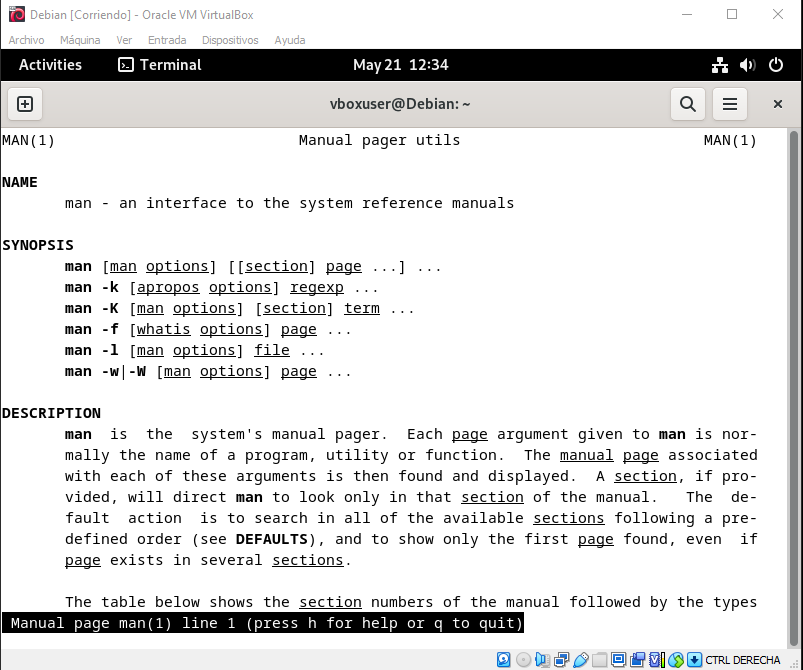 Debian [Corriendo] - Oracle VM VirtualBox
Archivo Máquina Ver Entrada Dispositivos Ayuda
Activities Terminal May 21 12:34
vboxuser@Debian: ~
MAN(1) Manual pager utils MAN(1)
NAME
man - an interface to the system reference manuals
SYNOPSIS
man [man options] [[section] page ...] ...
man -k [apropos options] regexp ...
man -K [man options] [section] term ...
man -f [whatis options] page ...
man -l [man options] file ...
man -w|-W [man options] page ...
DESCRIPTION
man is the system's manual pager. Each page argument given to man is nor-
mally the name of a program, utility or function. The manual page associated
with each of these arguments is then found and displayed. A section, if pro-
vided, will direct man to look only in that section of the manual. The de-
fault action is to search in all of the available sections following a pre-
defined order (see DEFAULTS), and to show only the first page found, even if
page exists in several sections.
The table below shows the section numbers of the manual followed by the types
Manual page man(1) line 1 (press h for help or q to quit)
CTRL DERECHA